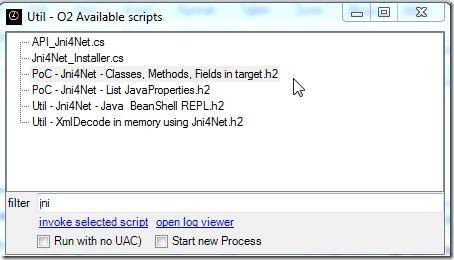 Util - O2 Available scripts
API_Jni4Net.cs
Jni4Net_Installer.cs
PoC - Jni4Net - Classes, Methods, Fields in target.h2
PoC - Jni4Net - List JavaProperties.h2
Util - Jni4Net - Java  BeanShell REPL.h2
Util - XmlDecode in memory using Jni4Net.h2
filter jni
invoke selected script open log viewer
Run with no UAC) Start new Process